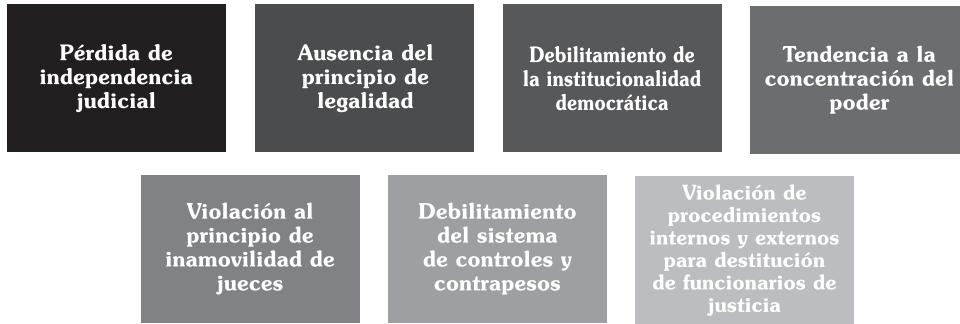 Pérdida de
independencia
judicial
Ausencia del
principio de
legalidad
Debilitamiento de
la institucionalidad
democrática
Tendencia a la
concentración del
poder
Violación al
principio de
inamovilidad de
jueces
Debilitamiento
del sistema
de controles y
contrapesos
Violación de
procedimientos
internos y externos
para destitución
de funcionarios de
justicia